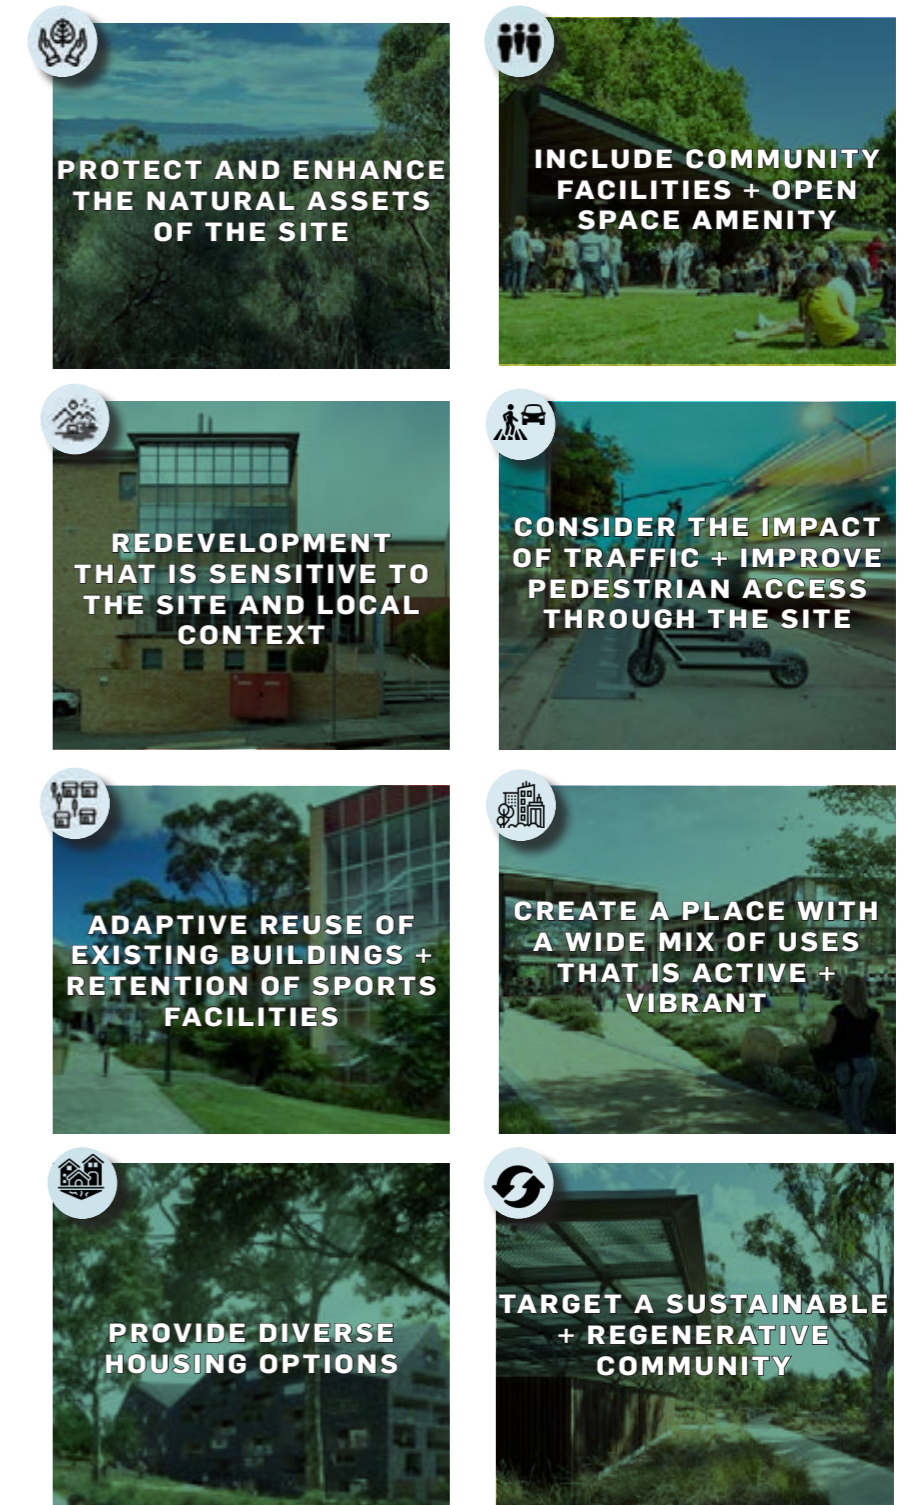 PROTECT AND ENHANCE
THE NATURAL ASSETS
OF THE SITE
INCLUDE COMMUNITY
FACILITIES + OPEN
SPACE AMENITY
REDEVELOPMENT
THAT IS SENSITIVE TO
THE SITE AND LOCAL
CONTEXT
CONSIDER THE IMPACT
OF TRAFFIC + IMPROVE
PEDESTRIAN ACCESS
THROUGH THE SITE
ADAPTIVE REUSE OF
EXISTING BUILDINGS +
RETENTION OF SPORTS
FACILITIES
CREATE A PLACE WITH
A WIDE MIX OF USES
THAT IS ACTIVE +
VIBRANT
PROVIDE DIVERSE
HOUSING OPTIONS
TARGET A SUSTAINABLE
+ REGENERATIVE
COMMUNITY